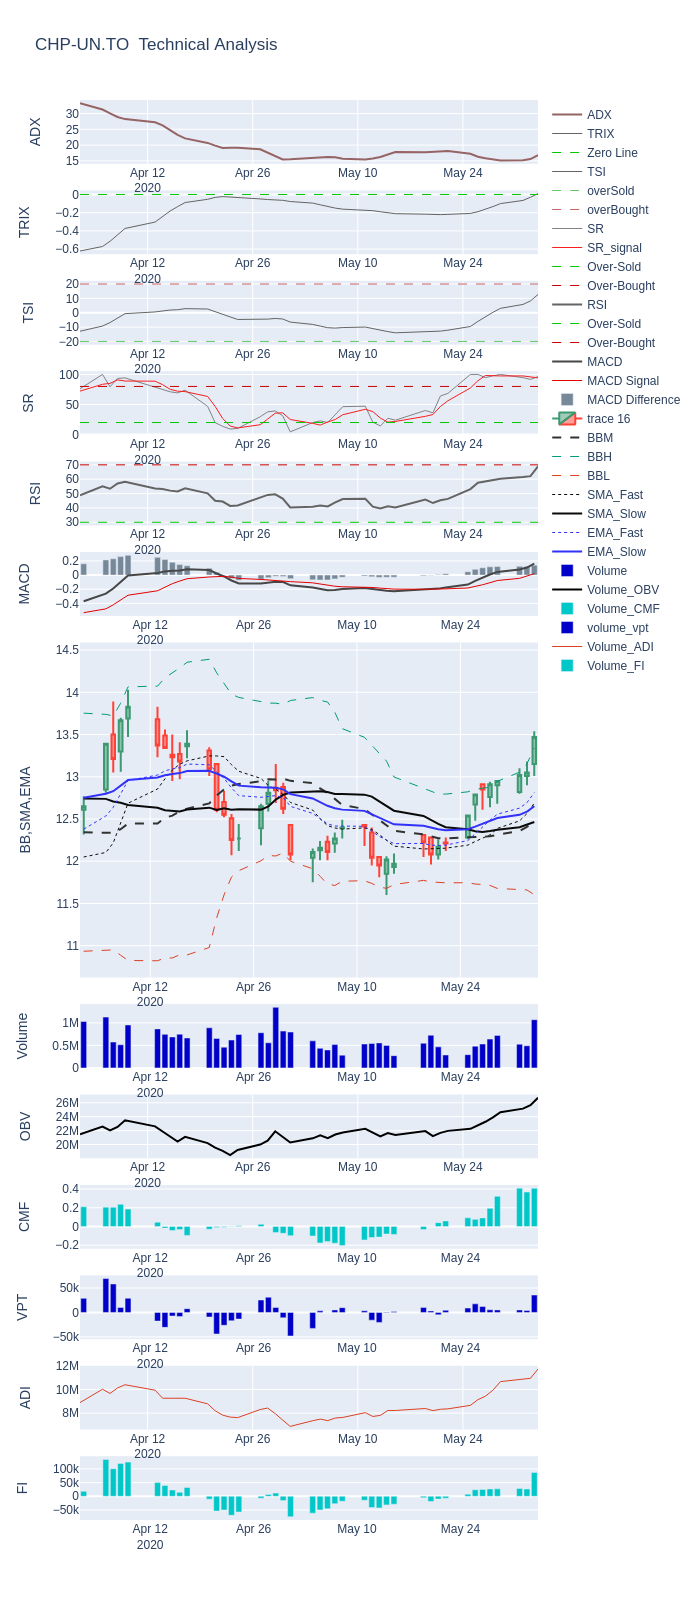 CHP-UN.TO Technical Analysis
ADX
30
25
20
15
Apr 12
2020
Apr 26
May 10
May 24
TRIX
0
−0.2
−0.4
−0.6
Apr 12
2020
Apr 26
May 10
May 24
TSI
20
10
0
−10
−20
Apr 12
2020
Apr 26
May 10
May 24
SR
100
50
0
Apr 12
2020
Apr 26
May 10
May 24
RSI
70
60
50
40
30
Apr 12
2020
Apr 26
May 10
May 24
MACD
0.2
0
−0.2
−0.4
Apr 12
2020
Apr 26
May 10
May 24
BB,SMA,EMA
14.5
14
13.5
13
12.5
12
11.5
11
Apr 12
2020
Apr 26
May 10
May 24
Volume
1M
0.5M
0
Apr 12
2020
Apr 26
May 10
May 24
OBV
26M
24M
22M
20M
Apr 12
2020
Apr 26
May 10
May 24
CMF
0.4
0.2
0
−0.2
Apr 12
2020
Apr 26
May 10
May 24
VPT
50k
0
−50k
Apr 12
2020
Apr 26
May 10
May 24
ADI
12M
10M
8M
Apr 12
2020
Apr 26
May 10
May 24
FI
100k
50k
0
−50k
Apr 12
2020
Apr 26
May 10
May 24
ADX
TRIX
Zero Line
TSI
overSold
overBought
SR
SR_signal
Over-Sold
Over-Bought
RSI
Over-Sold
Over-Bought
MACD
MACD Signal
MACD Difference
trace 16
BBM
BBH
BBL
SMA_Fast
SMA_Slow
EMA_Fast
EMA_Slow
Volume
Volume_OBV
Volume_CMF
volume_vpt
Volume_ADI
Volume_FI